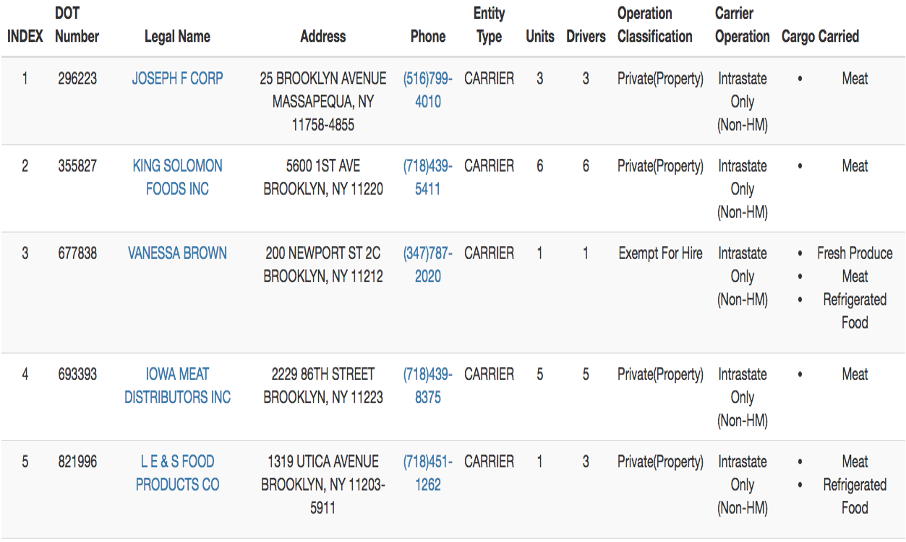 INDEX DOT Number Legal Name Address Phone Entity Type Units Drivers Operation Classification Carrier Operation Cargo Carried
1 296223 JOSEPH F CORP 25 BROOKLYN AVENUE (516)799- CARRIER 3 3 Private(Property) Intrastate • Meat
MASSAPEQUA, NY 4010 Only
11758-4855 (Non-HM)
2 355827 KING SOLOMON 5600 1ST AVE (718)439- CARRIER 6 6 Private(Property) Intrastate • Meat
FOODS INC BROOKLYN, NY 11220 5411 Only
(Non-HM)
3 677838 VANESSA BROWN 200 NEWPORT ST 2C (347)787- CARRIER 1 1 Exempt For Hire Intrastate • Fresh Produce
BROOKLYN, NY 11212 2020 Only • Meat
(Non-HM) • Refrigerated
Food
4 693393 IOWA MEAT 2229 86TH STREET (718)439- CARRIER 5 5 Private(Property) Intrastate • Meat
DISTRIBUTORS INC BROOKLYN, NY 11223 8375 Only
(Non-HM)
5 821996 L E & S FOOD 1319 UTICA AVENUE (718)451- CARRIER 1 3 Private(Property) Intrastate • Meat
PRODUCTS CO BROOKLYN, NY 11203- 1262 Only • Refrigerated
5911 (Non-HM) Food